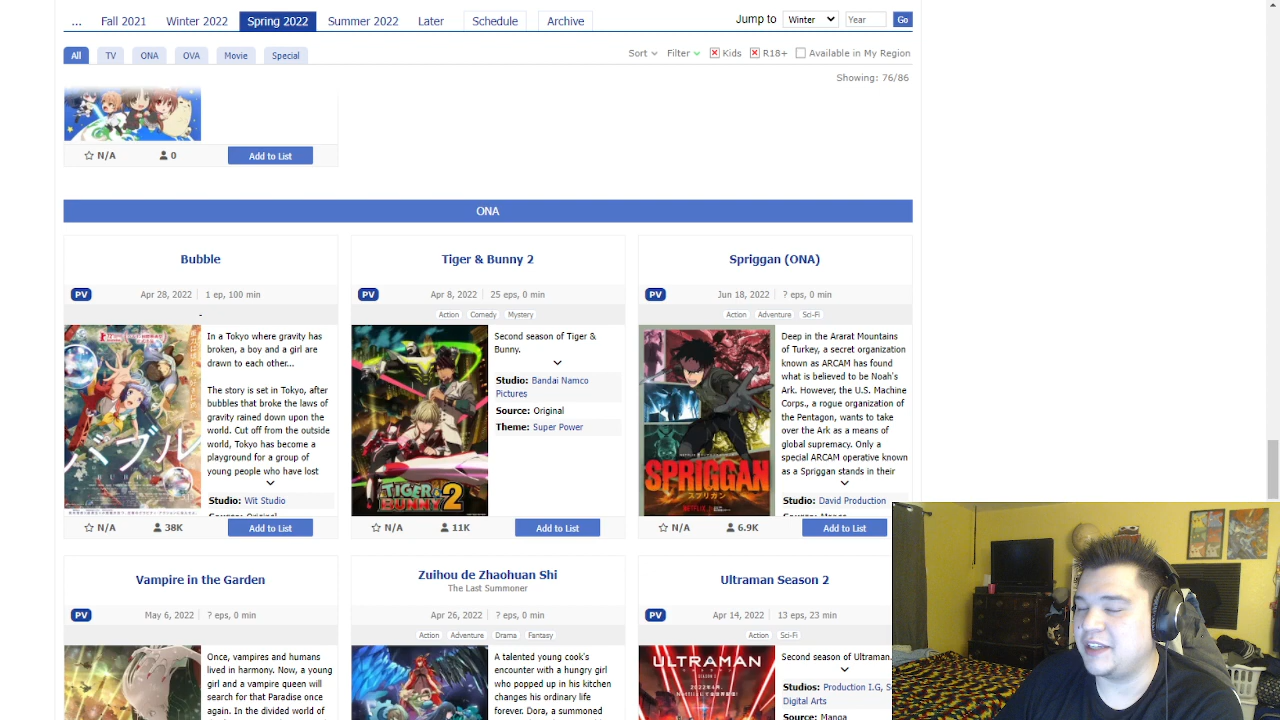 ... Fall 2021 Winter 2022 Spring 2022 Summer 2022 Later Schedule Archive Jump to Winter Year Go
All TV ONA OVA Movie Special Sort Filter Kids R18+ Available in My Region
Showing: 76/86
N/A 0 Add to List
ONA
Bubble
PV Apr 28, 2022 1 ep, 100 min
-
In a Tokyo where gravity has
broken, a boy and a girl are
drawn to each other...
The story is set in Tokyo, after
bubbles that broke the laws of
gravity rained down upon the
world. Cut off from the outside
world, Tokyo has become a
playground for a group of
young people who have lost
Studio: Wit Studio
Source: Original
バブル
BUBBLE
N/A 38K Add to List
Tiger & Bunny 2
PV Apr 8, 2022 25 eps, 0 min
Action Comedy Mystery
Second season of Tiger &
Bunny.
Studio: Bandai Namco
Pictures
Source: Original
Theme: Super Power
TIGER &
BUNNY 2
N/A 11K Add to List
Spriggan (ONA)
PV Jun 18, 2022 ? eps, 0 min
Action Adventure Sci-Fi
Deep in the Ararat Mountains
of Turkey, a secret organization
known as ARCAM has found
what is believed to be Noah's
Ark. However, the U.S. Machine
Corps., a rogue organization of
the Pentagon, wants to take
over the Ark as a means of
global supremacy. Only a
special ARCAM operative known
as a Spriggan stands in their
Studio: David Production
Source: Manga
SPRIGGAN
スプリガン
NETFLIX
N/A 6.9K Add to List
Vampire in the Garden
PV May 6, 2022 ? eps, 0 min
Once, vampires and humans
lived in harmony. Now, a young
girl and a vampire queen will
search for that Paradise once
again. In the divided world of
Zuihou de Zhaohuan Shi
The Last Summoner
Apr 26, 2022 ? eps, 0 min
Action Adventure Drama Fantasy
A talented young cook's
encounter with a hungry girl
who popped up in his kitchen
changes his ordinary life
forever. Dora, a summoned
Ultraman Season 2
PV Apr 14, 2022 13 eps, 23 min
Action Sci-Fi
Second season of Ultraman.
Studios: Production I.G, S
Digital Arts
Source: Manga
ULTRAMAN